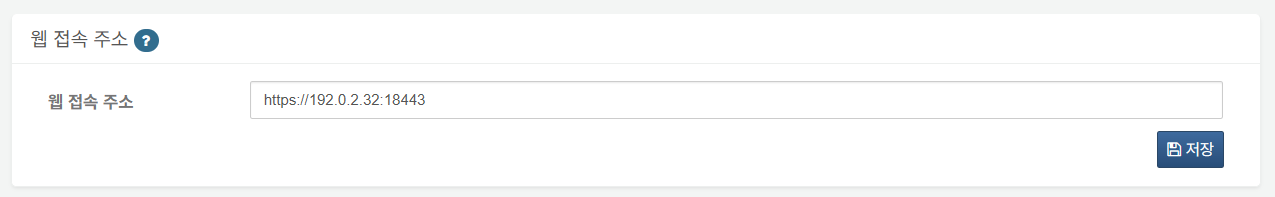 웹 접속 주소 ?
웹 접속 주소
https://192.0.2.32:18443
저장